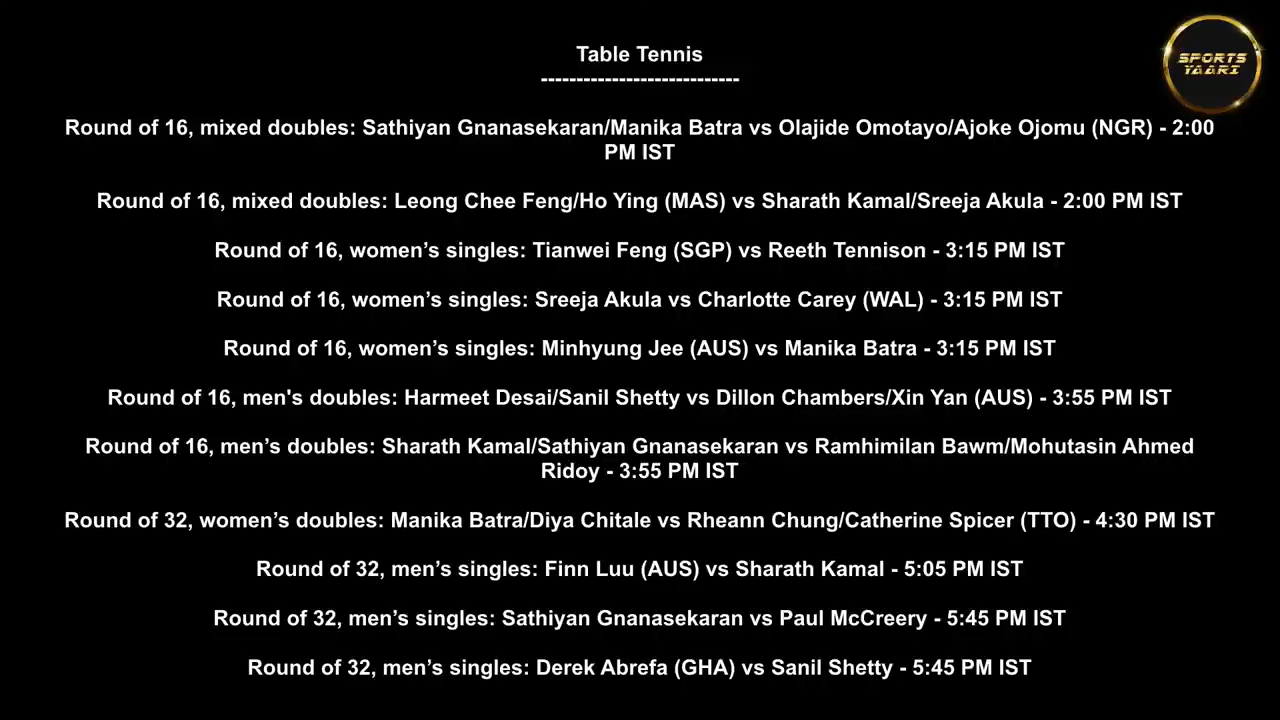 SPORTS
YAARI
Table Tennis
----------------------------
Round of 16, mixed doubles: Sathiyan Gnanasekaran/Manika Batra vs Olajide Omotayo/Ajoke Ojomu (NGR) - 2:00
PM IST
Round of 16, mixed doubles: Leong Chee Feng/Ho Ying (MAS) vs Sharath Kamal/Sreeja Akula - 2:00 PM IST
Round of 16, women’s singles: Tianwei Feng (SGP) vs Reeth Tennison - 3:15 PM IST
Round of 16, women’s singles: Sreeja Akula vs Charlotte Carey (WAL) - 3:15 PM IST
Round of 16, women’s singles: Minhyung Jee (AUS) vs Manika Batra - 3:15 PM IST
Round of 16, men's doubles: Harmeet Desai/Sanil Shetty vs Dillon Chambers/Xin Yan (AUS) - 3:55 PM IST
Round of 16, men’s doubles: Sharath Kamal/Sathiyan Gnanasekaran vs Ramhimilan Bawm/Mohutasin Ahmed
Ridoy - 3:55 PM IST
Round of 32, women’s doubles: Manika Batra/Diya Chitale vs Rheann Chung/Catherine Spicer (TTO) - 4:30 PM IST
Round of 32, men’s singles: Finn Luu (AUS) vs Sharath Kamal - 5:05 PM IST
Round of 32, men’s singles: Sathiyan Gnanasekaran vs Paul McCreery - 5:45 PM IST
Round of 32, men’s singles: Derek Abrefa (GHA) vs Sanil Shetty - 5:45 PM IST